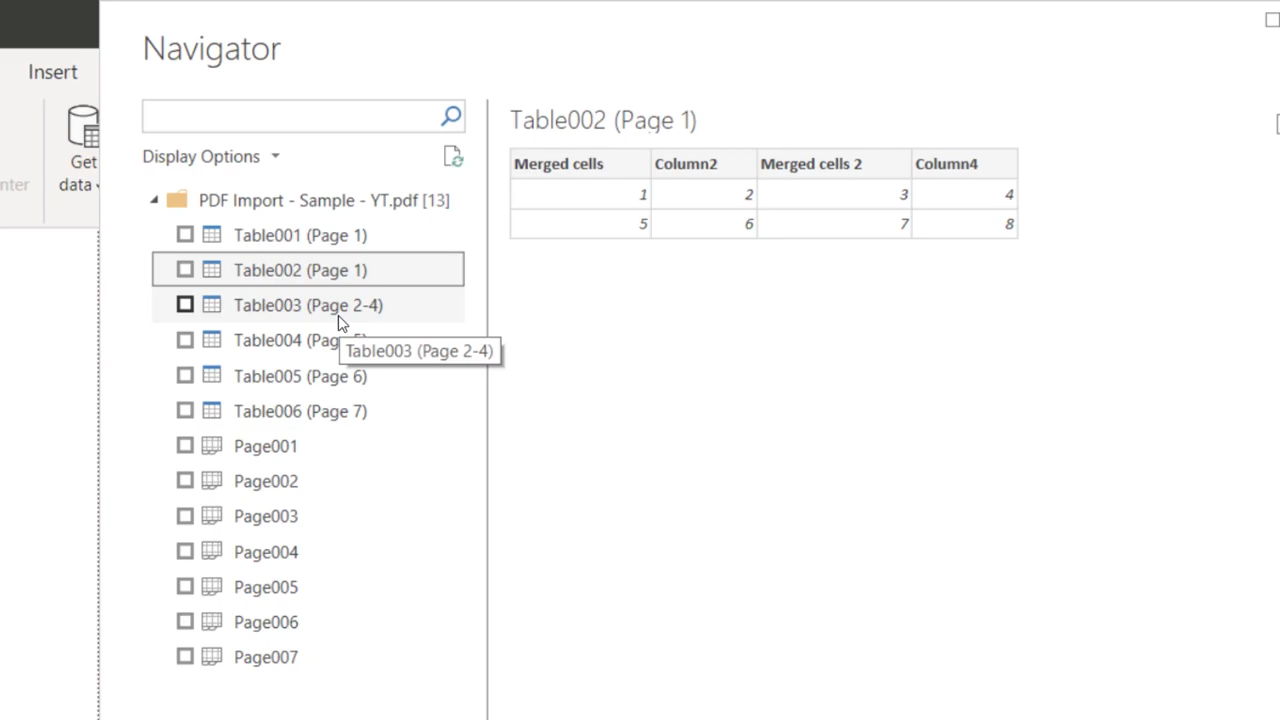 Navigator
Insert
Get
data
nter
Display Options
PDF Import - Sample - YT.pdf [13]
Table001 (Page 1)
Table002 (Page 1)
Table003 (Page 2-4)
Table004 (Pag
Table003 (Page 2-4)
Table005 (Page 6)
Table006 (Page 7)
Page001
Page002
Page003
Page004
Page005
Page006
Page007
Table002 (Page 1)
Merged cells Column2 Merged cells 2 Column4
1 2 3 4
5 6 7 8